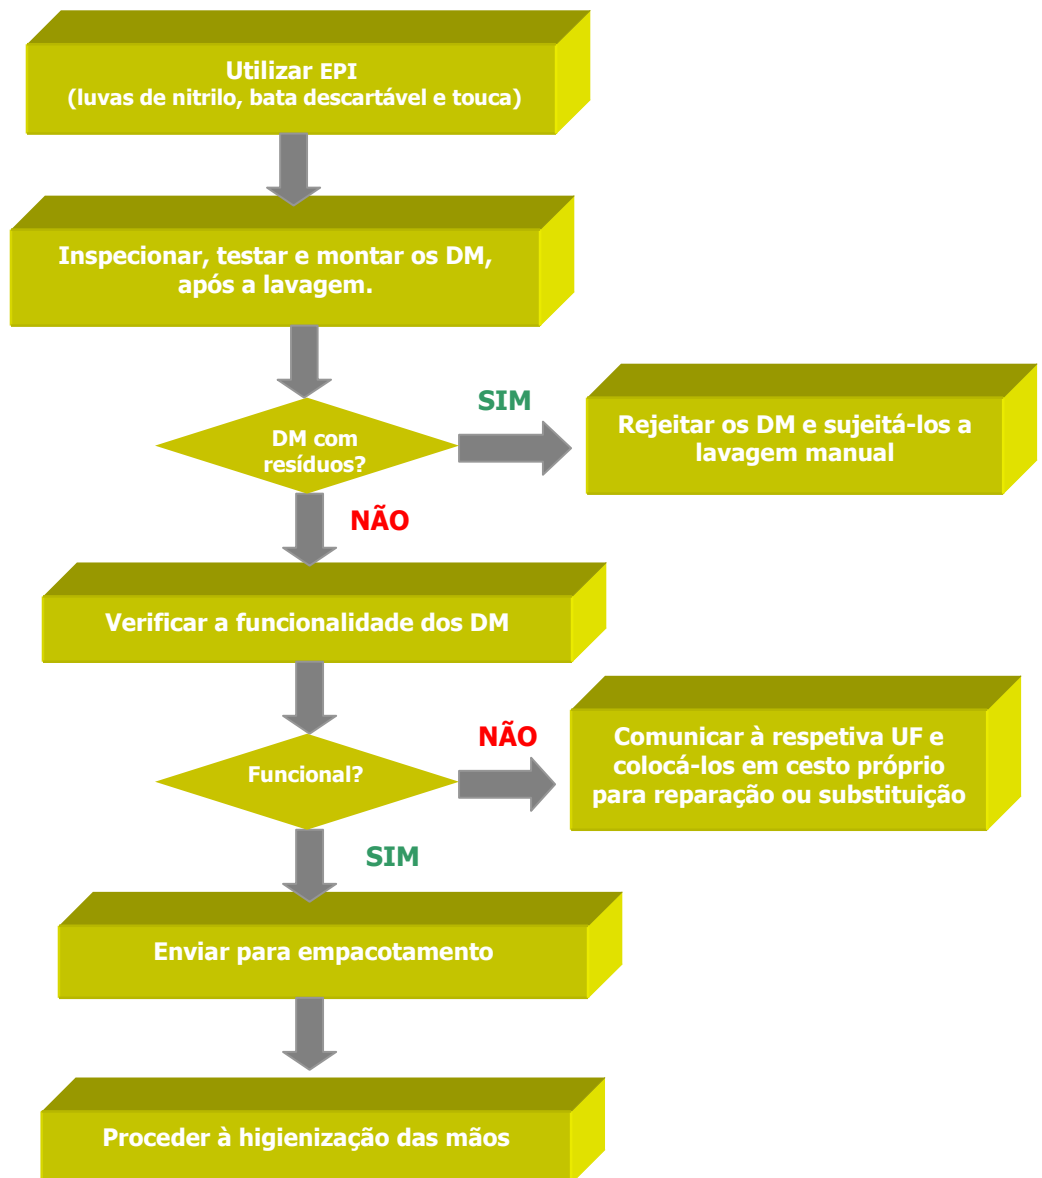 Utilizar EPI
(luvas de nitrilo, bata descartável e touca)
Inspecionar, testar e montar os DM,
após a lavagem.
SIM
DM com
resíduos?
Rejeitar os DM e sujeitá-los a
lavagem manual
NÃO
Verificar a funcionalidade dos DM
NÃO
Funcional?
Comunicar à respetiva UF e
colocá-los em cesto próprio
para reparação ou substituição
SIM
Enviar para empacotamento
Proceder à higienização das mãos